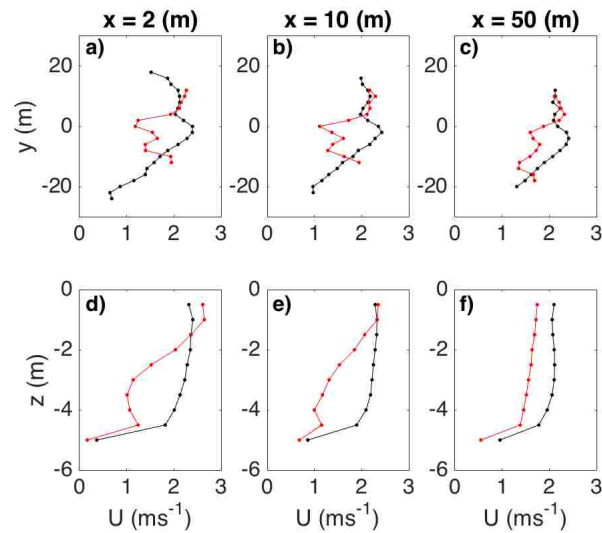 x = 2 (m) x = 10 (m) x = 50 (m)
a) b) c)
y (m)
20
0
-20
0 1 2 3 0 1 2 3 0 1 2 3
d) e) f)
z (m)
0
-2
-4
-6
0 1 2 3 0 1 2 3 0 1 2 3
U (ms⁻¹) U (ms⁻¹) U (ms⁻¹)